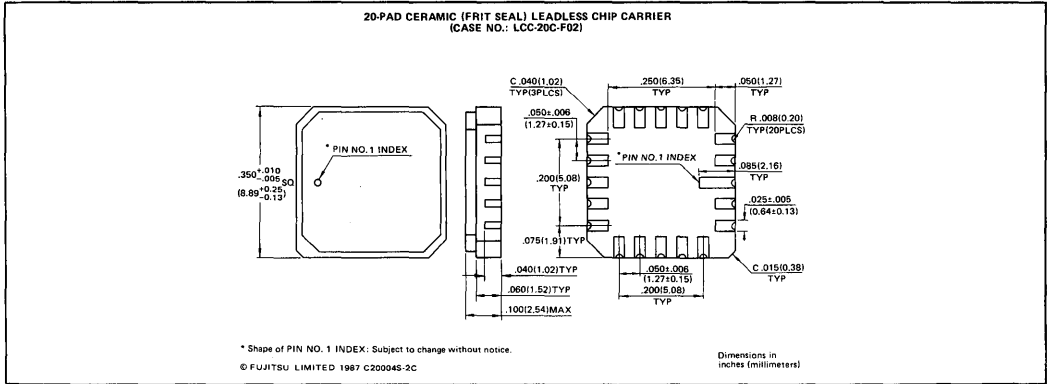 20-PAD CERAMIC (FRIT SEAL) LEADLESS CHIP CARRIER
(CASE NO.: LCC-20C-F02)
C .040(1.02)
TYP(3PLCS)
.250(6.35)
TYP
.050(1.27)
TYP
.050±.006
(1.27±0.15)
R .008(0.20)
TYP(20PLCS)
* PIN NO.1 INDEX
* PIN NO.1 INDEX
.085(2.16)
TYP
.350+.010
-.005 SQ
(8.89+0.25
-0.13)
.200(5.08)
TYP
.025±.005
(0.64±0.13)
.075(1.91)TYP
.040(1.02)TYP
.050±.006
(1.27±0.15)
C .015(0.38)
TYP
.060(1.52)TYP
.200(5.08)
TYP
.100(2.54)MAX
* Shape of PIN NO. 1 INDEX: Subject to change without notice.
© FUJITSU LIMITED 1987 C20004S-2C
Dimensions in
inches (millimeters)